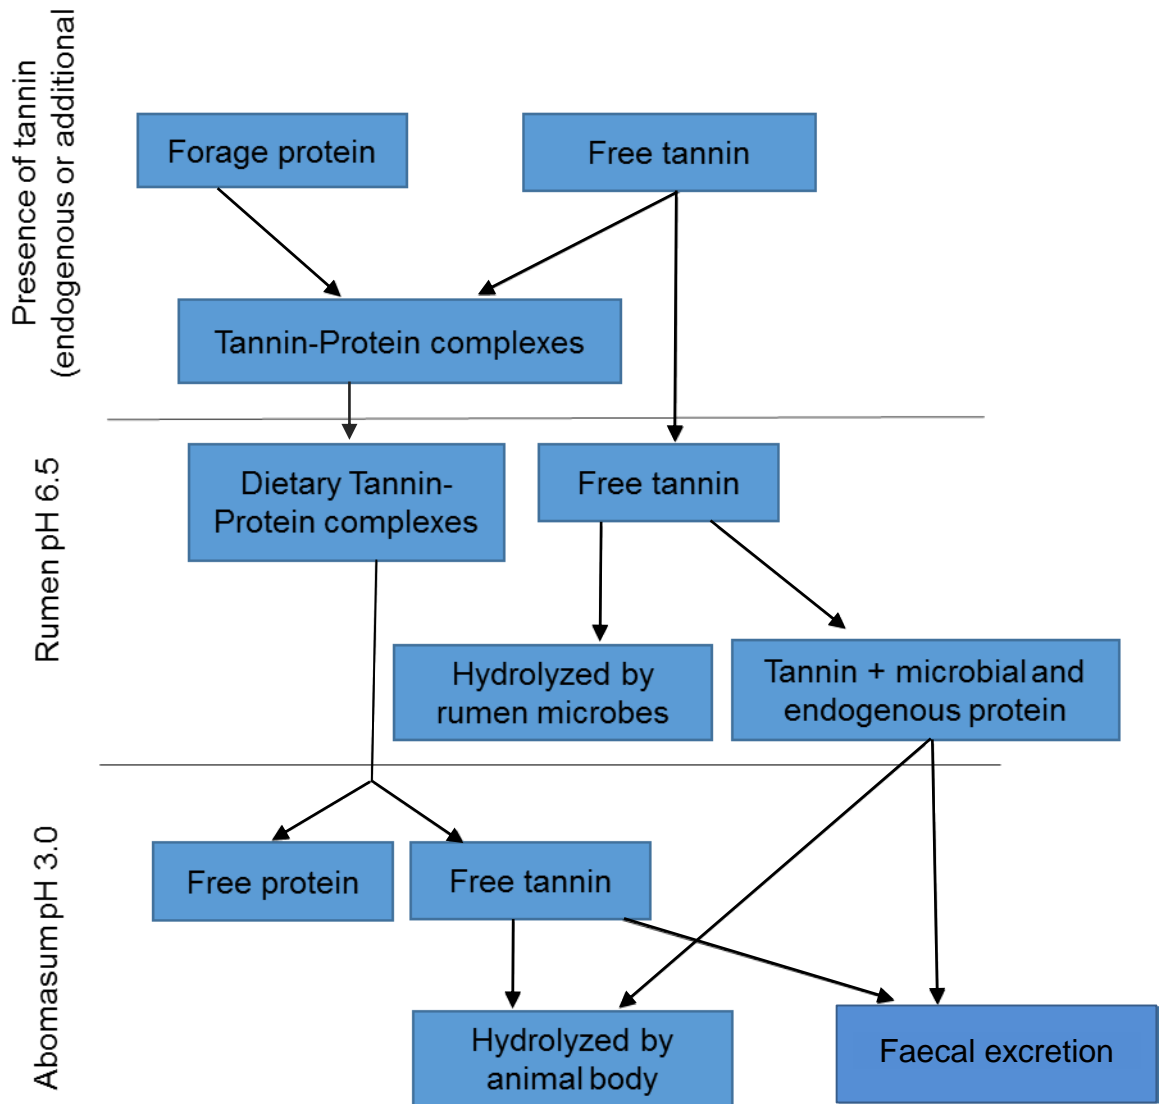 Presence of tannin
(endogenous or additional
Forage protein
Free tannin
Tannin-Protein complexes
Rumen pH 6.5
Dietary Tannin-
Protein complexes
Free tannin
Hydrolyzed by
rumen microbes
Tannin + microbial and
endogenous protein
Abomasum pH 3.0
Free protein
Free tannin
Hydrolyzed by
animal body
Faecal excretion